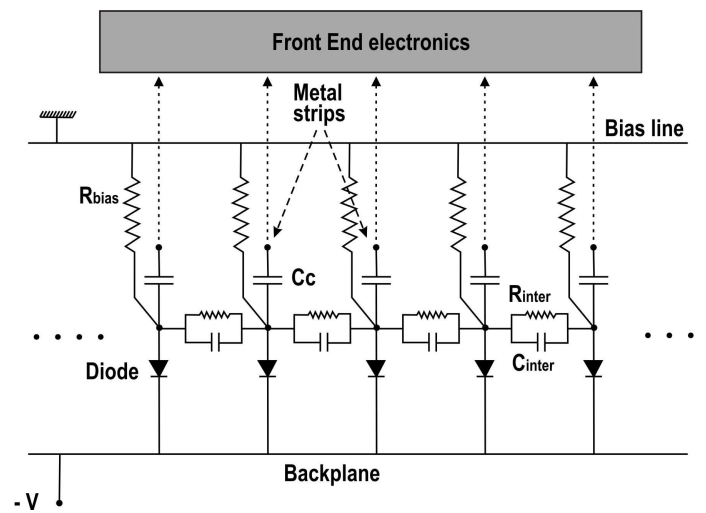 Front End electronics
Metal
strips
Bias line
Rbias
Cc
Rinter
Diode
Cinter
Backplane
- V